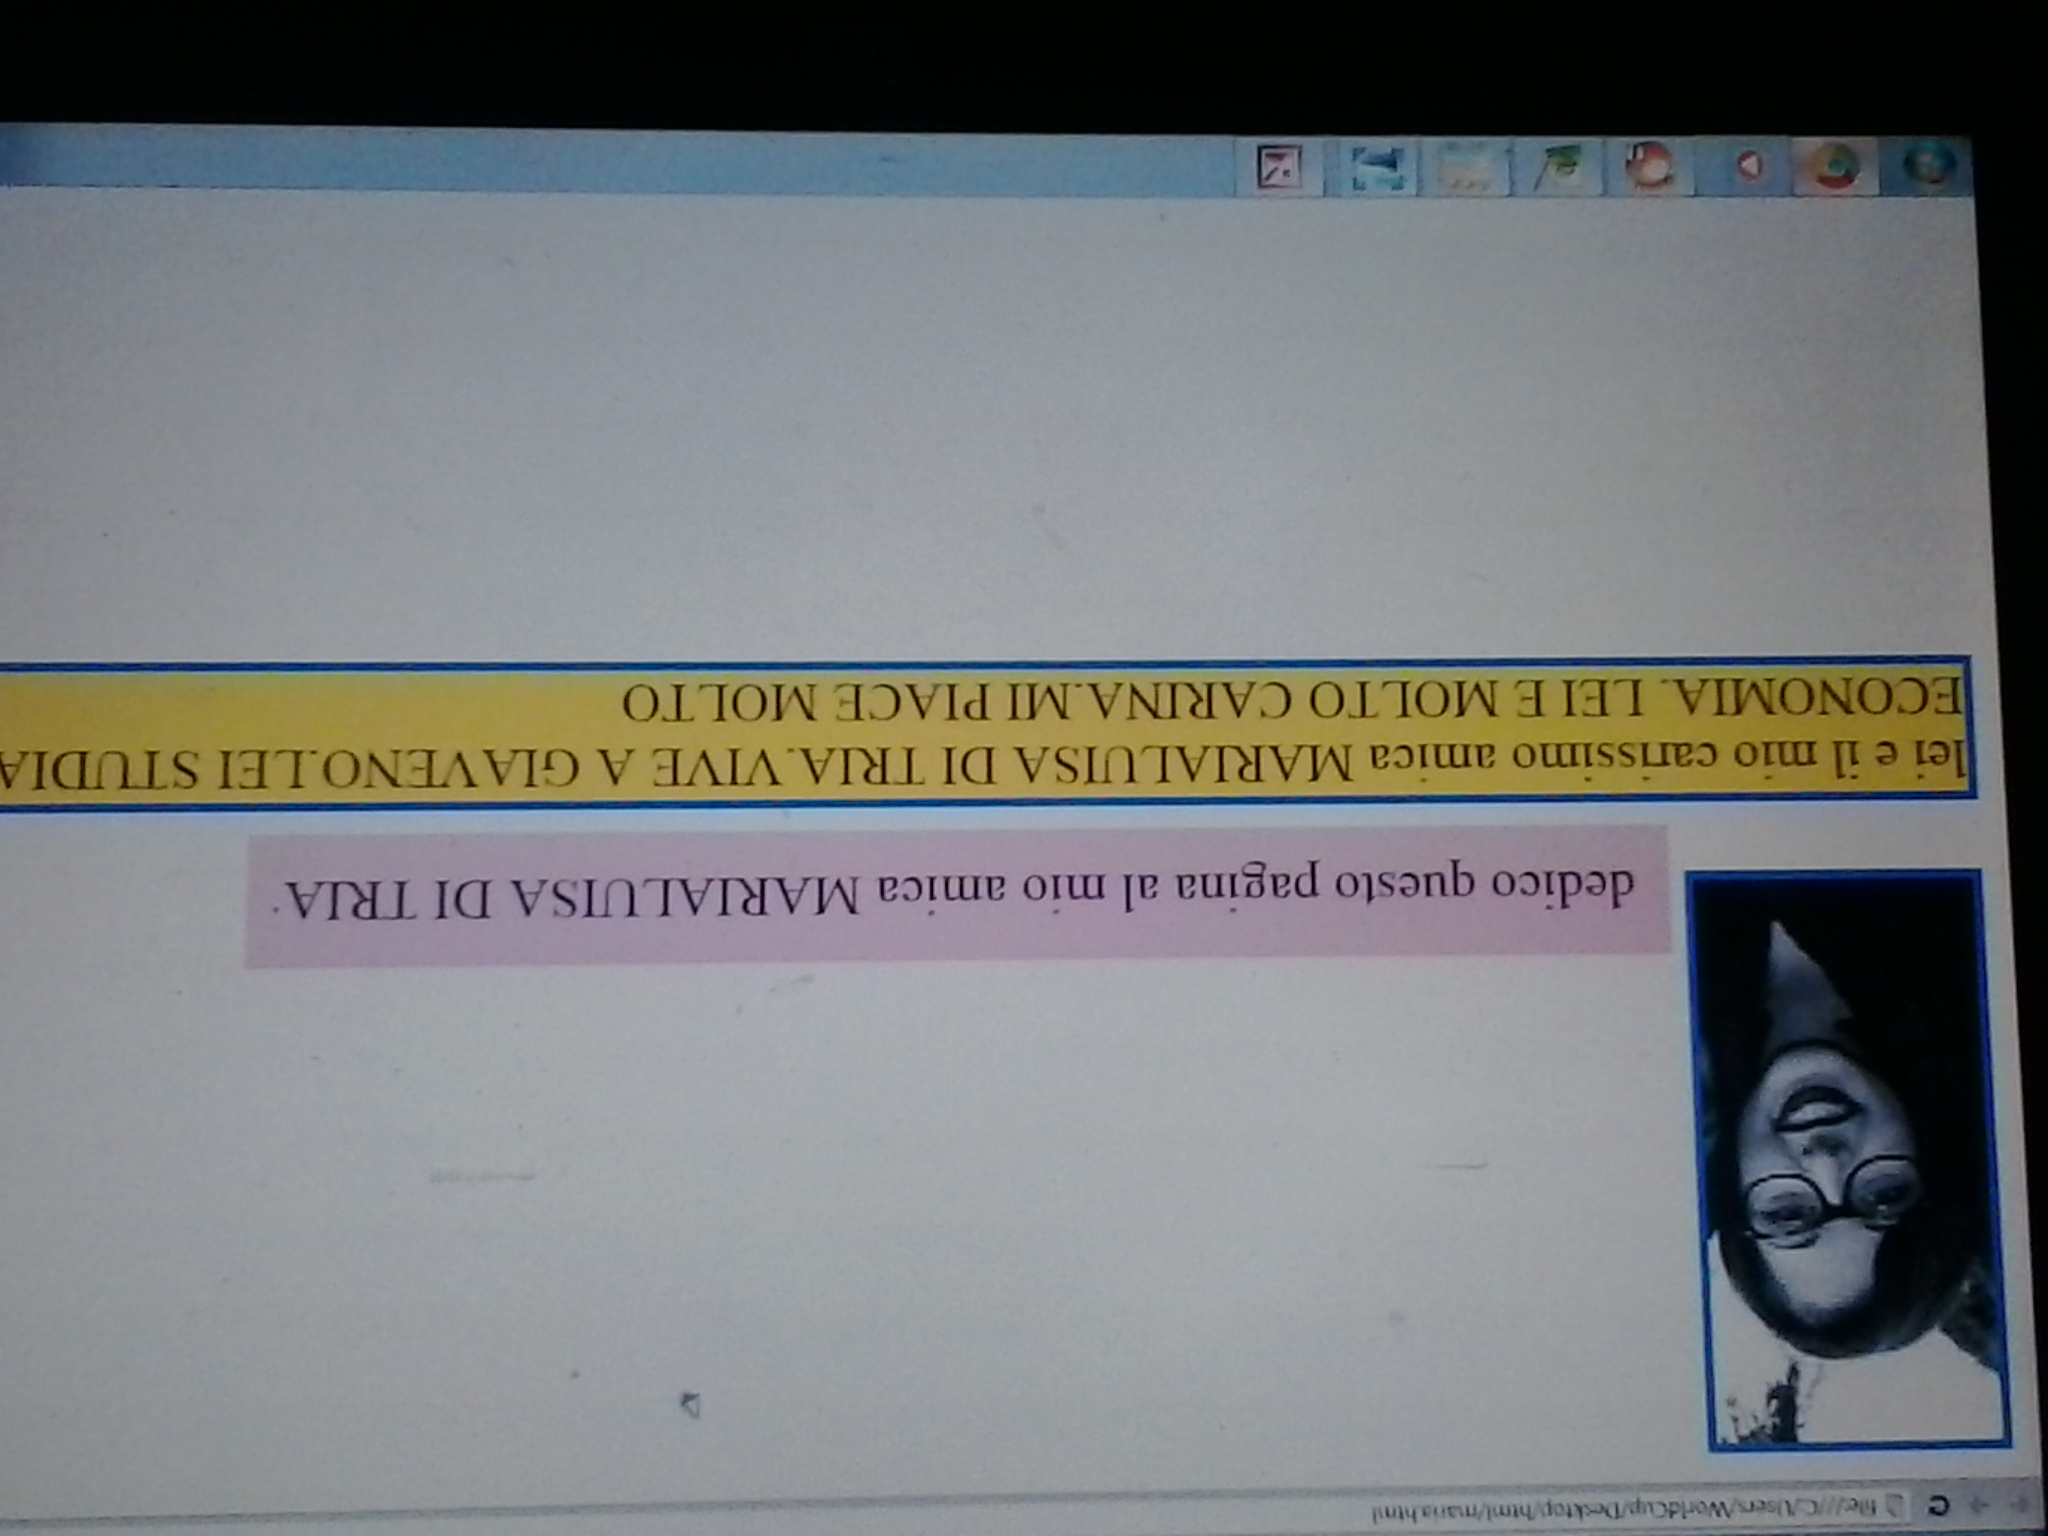 file:///C:/Users/WorldCup/Desktop/html/maria.html
dedico questo pagina al mio amica MARIALUISA DI TRIA
lei e il mio carissimo amica MARIALUISA DI TRIA.VIVE A GIAVENO.LEI STUDIA
ECONOMIA. LEI E MOLTO CARINA.MI PIACE MOLTO